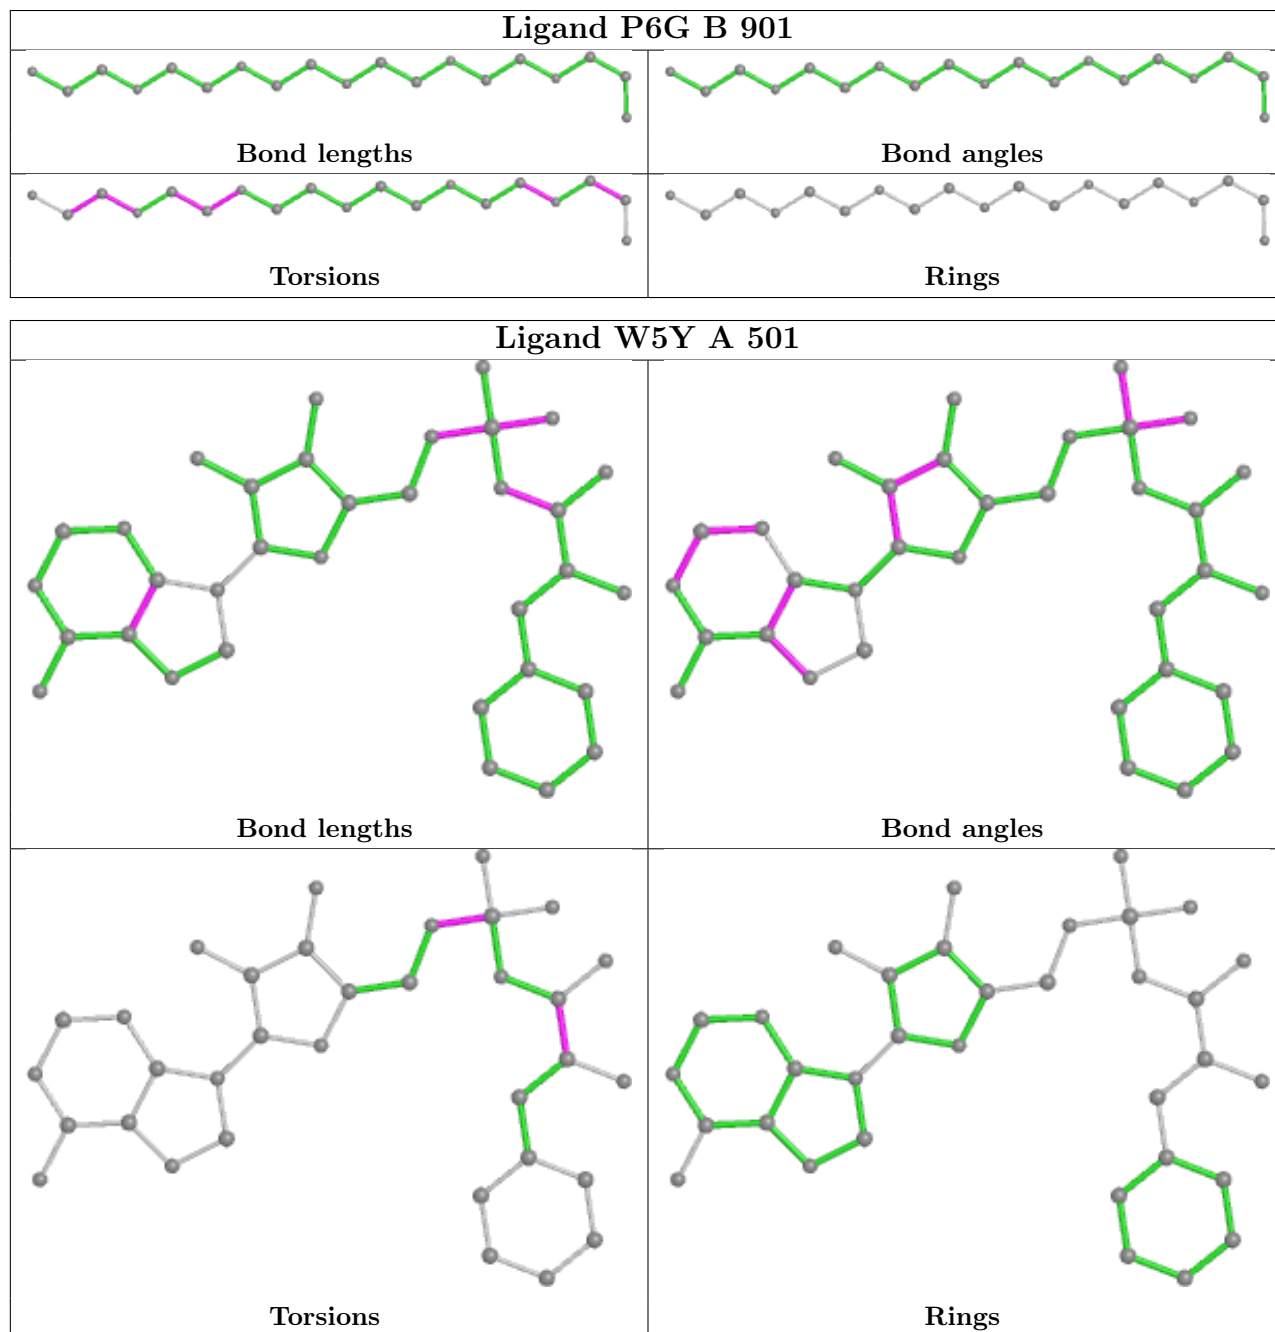 Ligand P6G B 901
Bond lengths
Bond angles
Torsions
Rings
Ligand W5Y A 501
Bond lengths
Bond angles
Torsions
Rings